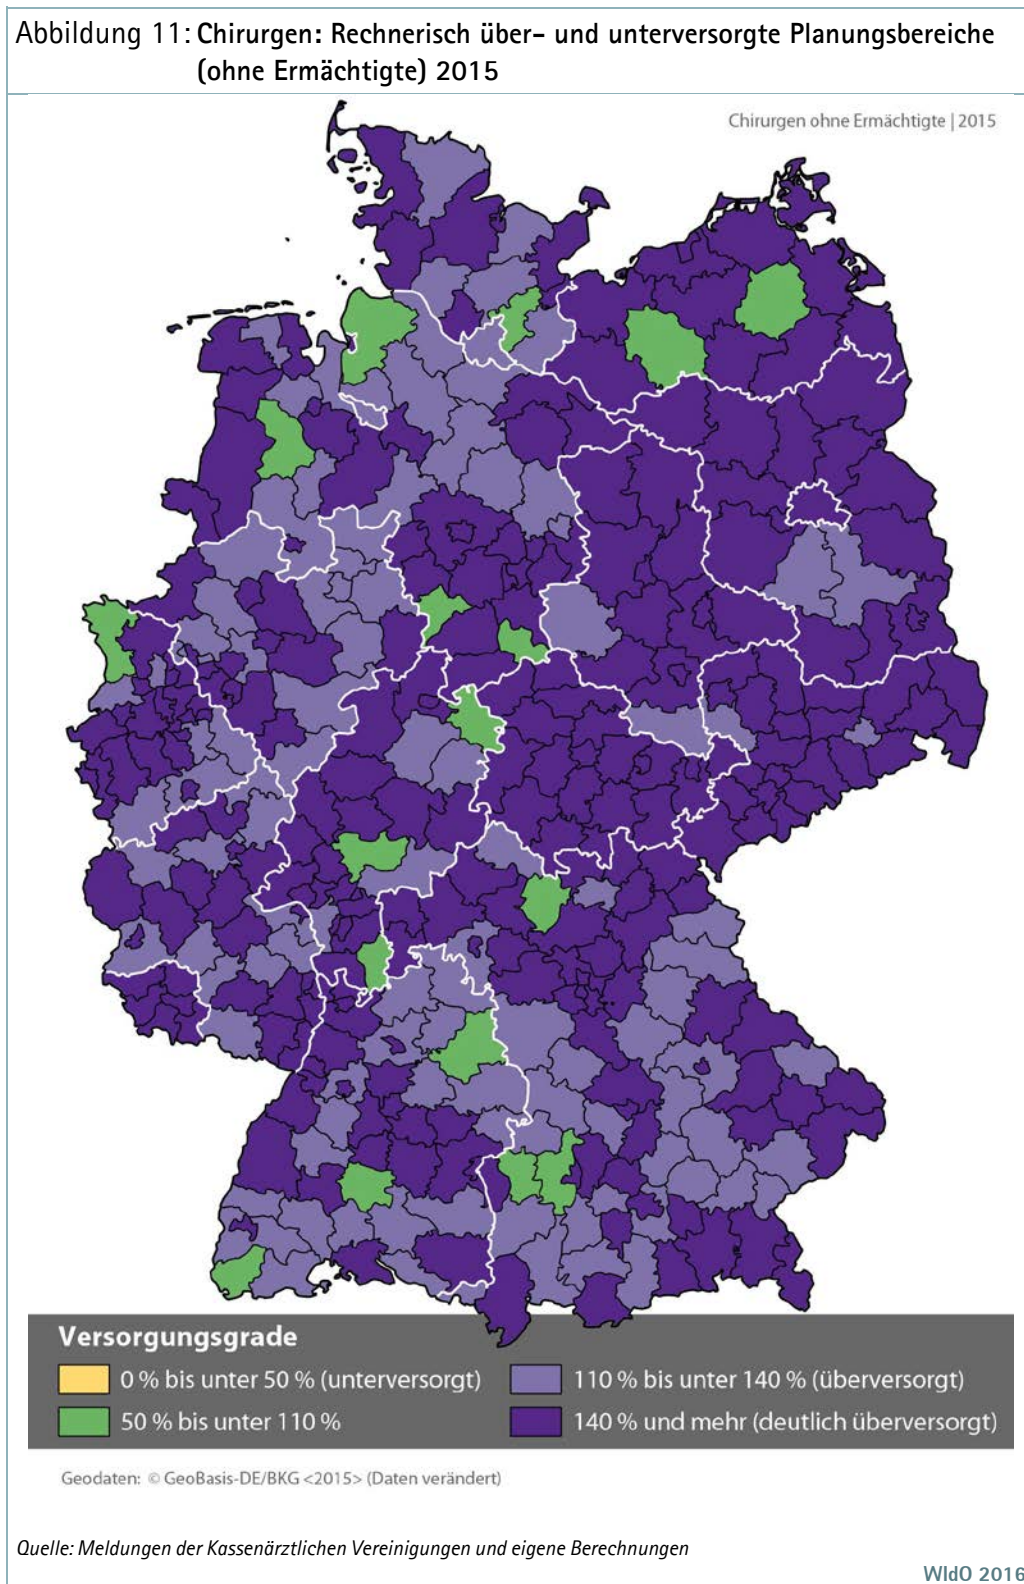 Abbildung 11: Chirurgen: Rechnerisch über- und unterversorgte Planungsbereiche
(ohne Ermächtigte) 2015
Chirurgen ohne Ermächtigte | 2015
Versorgungsgrade
0 % bis unter 50 % (unterversorgt)
110 % bis unter 140 % (überversorgt)
50 % bis unter 110 %
140 % und mehr (deutlich überversorgt)
Geodaten: © GeoBasis-DE/BKG <2015> (Daten verändert)
Quelle: Meldungen der Kassenärztlichen Vereinigungen und eigene Berechnungen
WIdO 2016